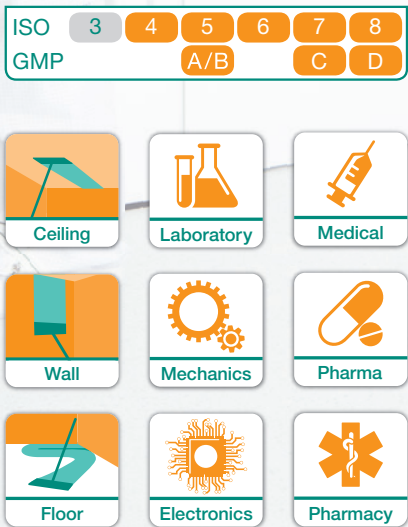 ISO 3 4 5 6 7 8
GMP A/B C D
Ceiling Laboratory Medical
Wall Mechanics Pharma
Floor Electronics Pharmacy